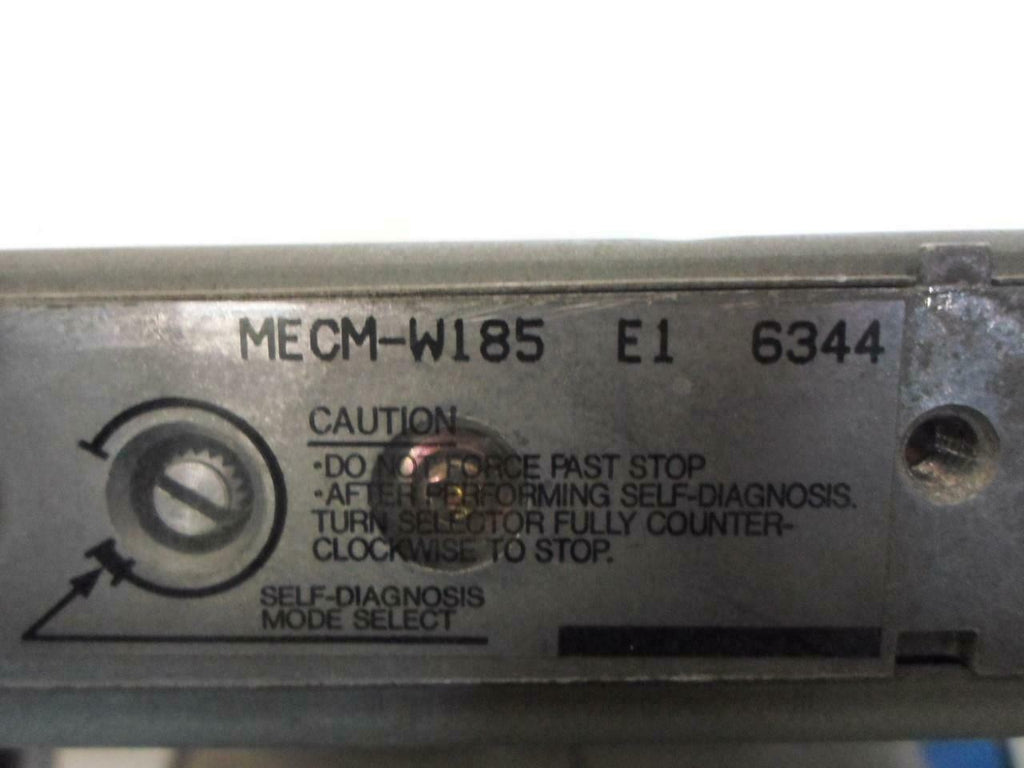 MECM-W185 E1 6344
CAUTION
·DO NOT FORCE PAST STOP
·AFTER PERFORMING SELF-DIAGNOSIS.
TURN SELECTOR FULLY COUNTER-
CLOCKWISE TO STOP.
SELF-DIAGNOSIS
MODE SELECT